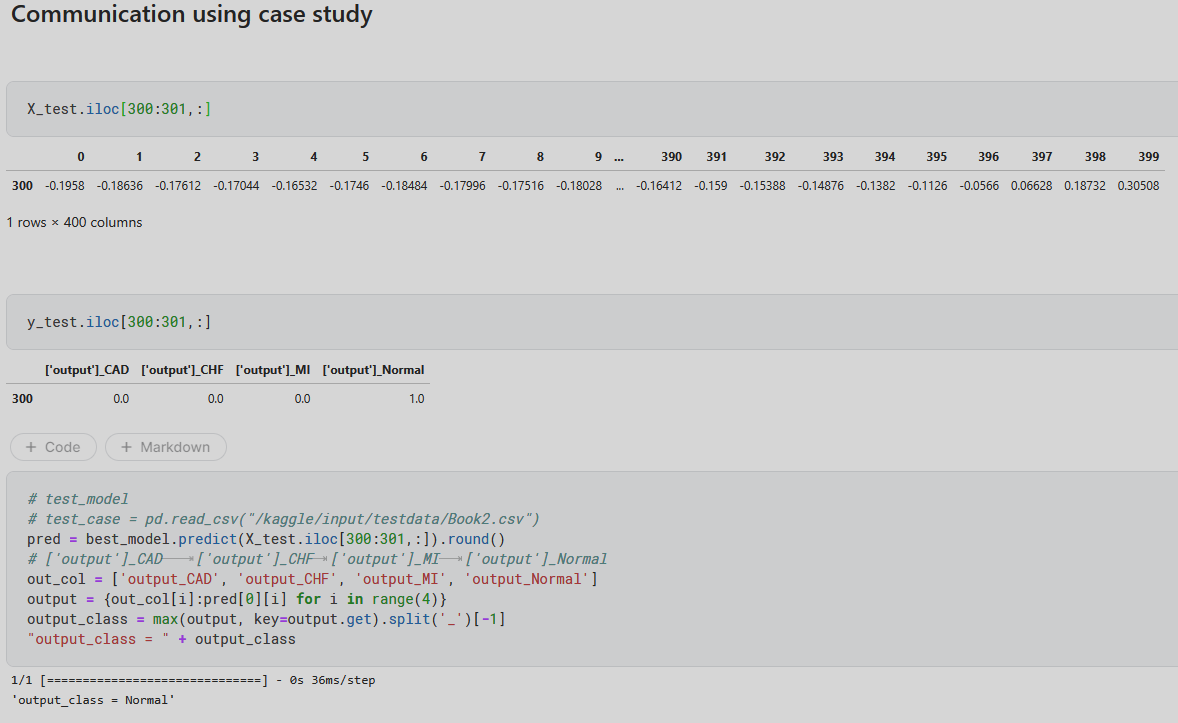 Communication using case study
X_test.iloc[300:301,:]
0 1 2 3 4 5 6 7 8 9 ... 390 391 392 393 394 395 396 397 398 399
300 -0.1958 -0.18636 -0.17612 -0.17044 -0.16532 -0.1746 -0.18484 -0.17996 -0.17516 -0.18028 ... -0.16412 -0.159 -0.15388 -0.14876 -0.1382 -0.1126 -0.0566 0.06628 0.18732 0.30508
1 rows × 400 columns
y_test.iloc[300:301,:]
['output']_CAD ['output']_CHF ['output']_MI ['output']_Normal
300 0.0 0.0 0.0 1.0
+ Code + Markdown
# test_model
# test_case = pd.read_csv("/kaggle/input/testdata/Book2.csv")
pred = best_model.predict(X_test.iloc[300:301,:]).round()
# ['output']_CAD⟶['output']_CHF⟶['output']_MI⟶['output']_Normal
out_col = ['output_CAD', 'output_CHF', 'output_MI', 'output_Normal']
output = {out_col[i]:pred[0][i] for i in range(4)}
output_class = max(output, key=output.get).split('_')[-1]
"output_class = " + output_class
1/1 [==============================] - 0s 36ms/step
'output_class = Normal'